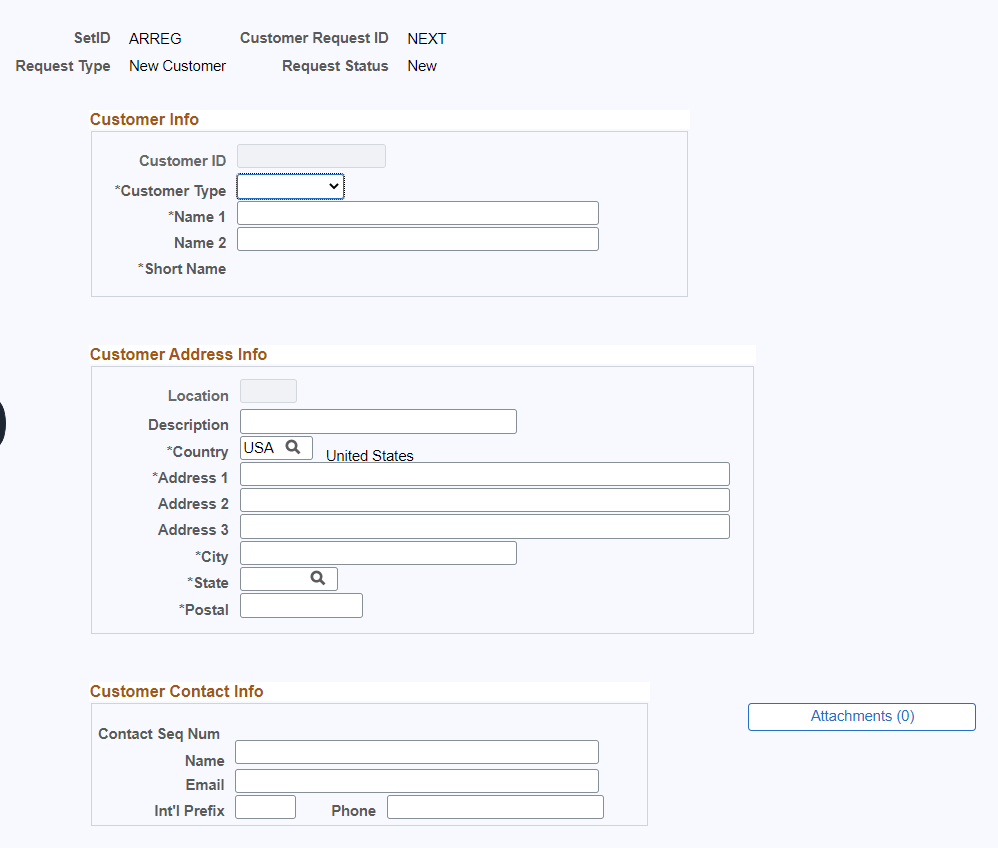 SetID ARREG Customer Request ID NEXT
Request Type New Customer Request Status New
Customer Info
Customer ID
*Customer Type
*Name 1
Name 2
*Short Name
Customer Address Info
Location
Description
*Country USA United States
*Address 1
Address 2
Address 3
*City
*State
*Postal
Customer Contact Info
Attachments (0)
Contact Seq Num
Name
Email
Int'l Prefix Phone